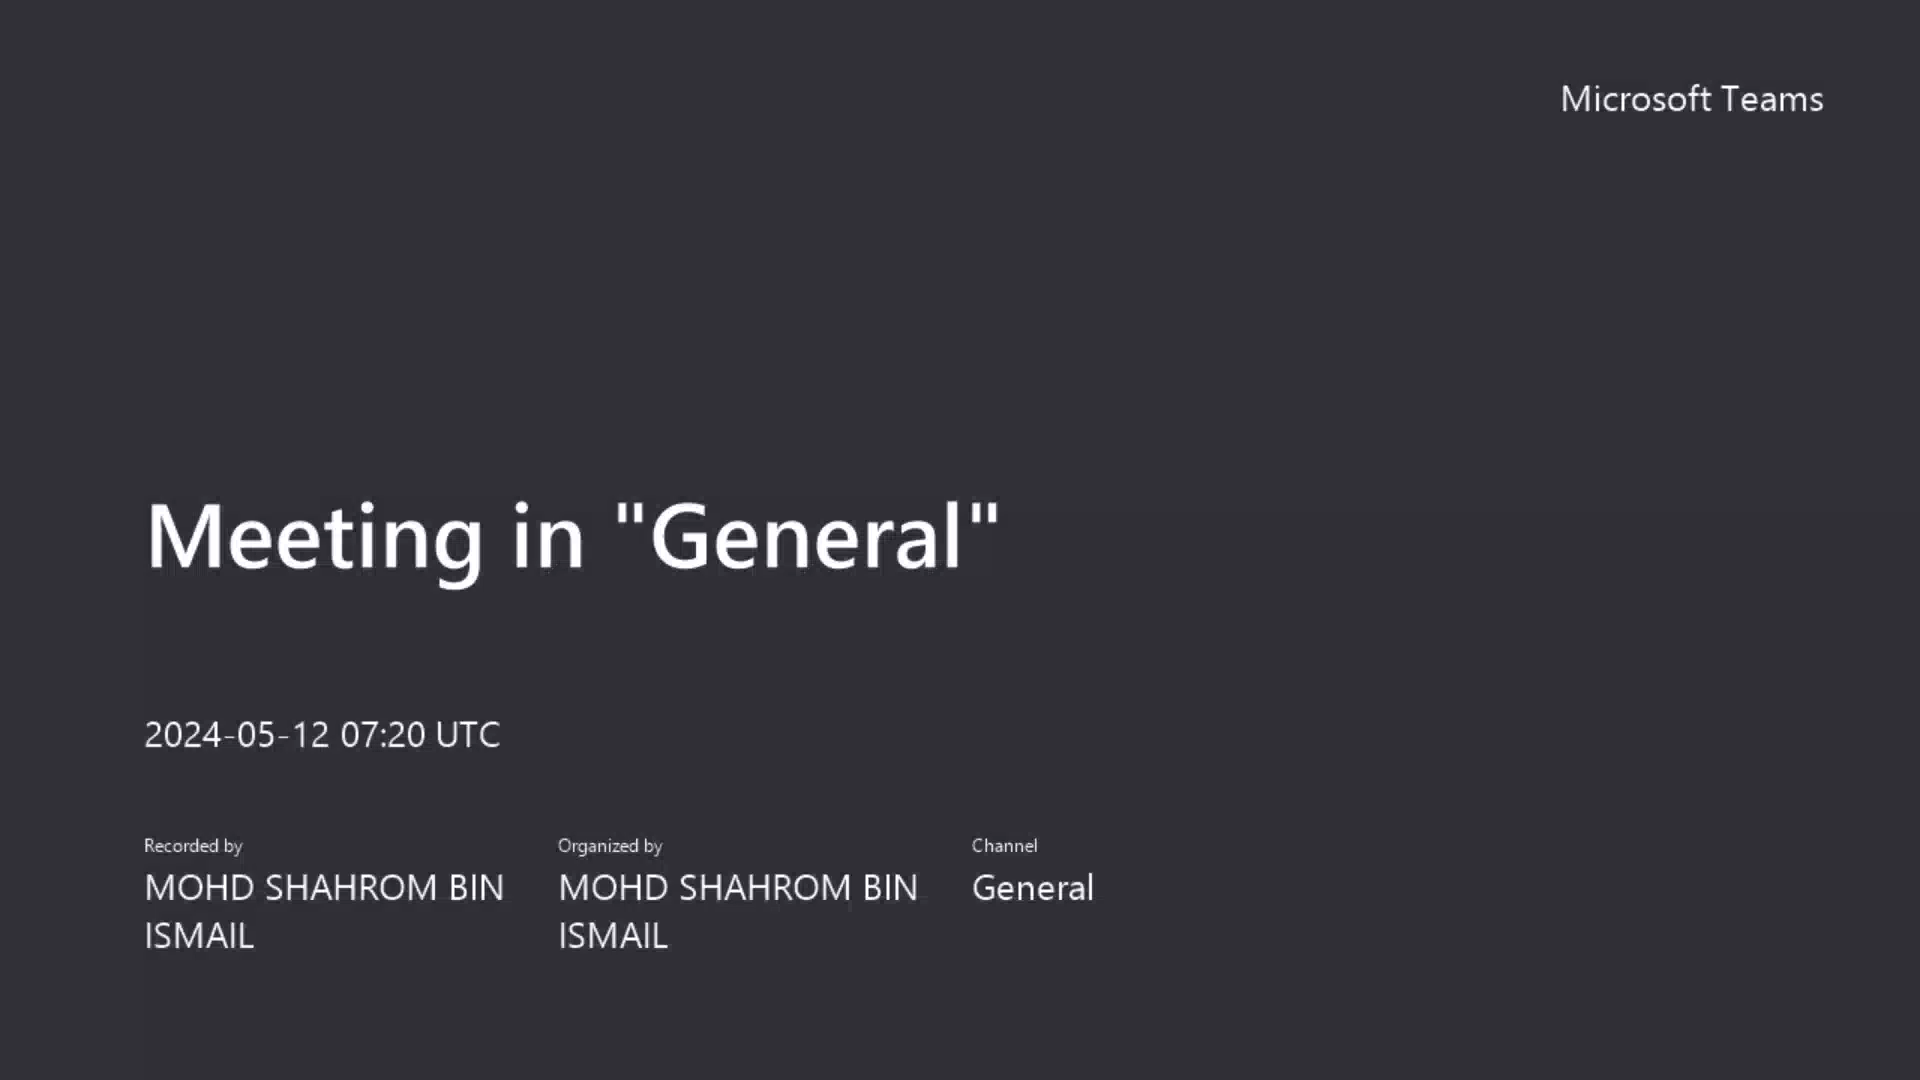 Microsoft Teams
Meeting in "General"
2024-05-12 07:20 UTC
Recorded by
MOHD SHAHROM BIN
ISMAIL
Organized by
MOHD SHAHROM BIN
ISMAIL
Channel
General